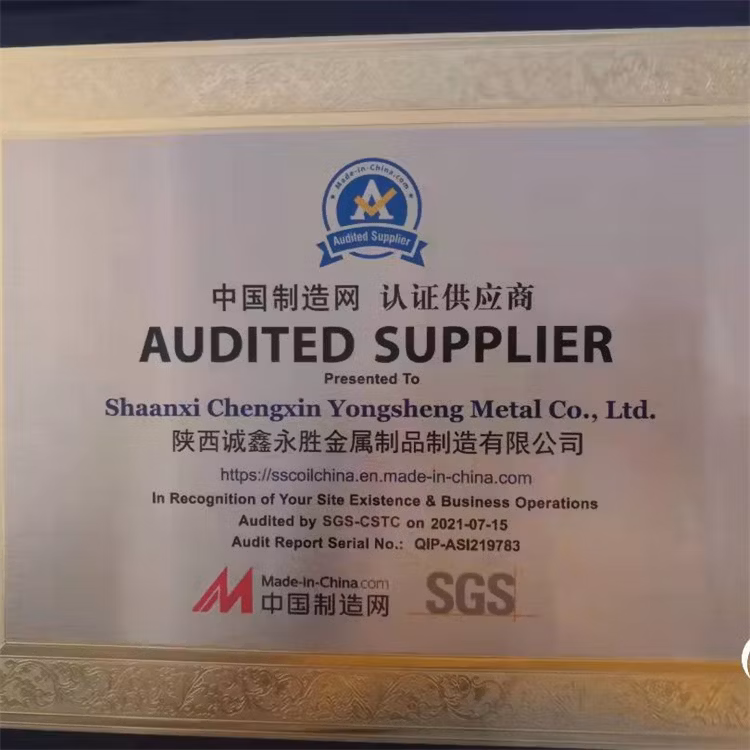 Made-in-China.com
A
Audited Supplier
中国制造网 认证供应商
AUDITED SUPPLIER
Presented To
Shaanxi Chengxin Yongsheng Metal Co., Ltd.
陕西诚鑫永胜金属制品制造有限公司
https://sscoilchina.en.made-in-china.com
In Recognition of Your Site Existence & Business Operations
Audited by SGS-CSTC on 2021-07-15
Audit Report Serial No.: QIP-ASI219783
Made-in-China.com
中国制造网
SGS